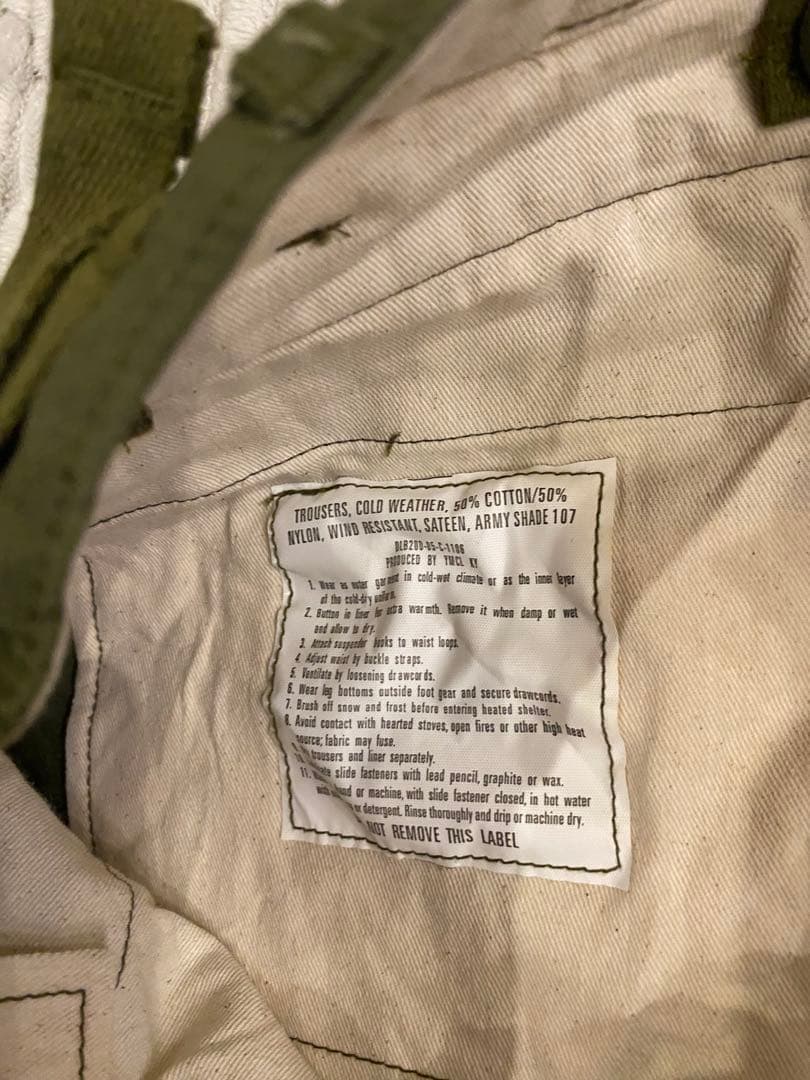 TROUSERS, COLD WEATHER, 50% COTTON/50%
NYLON, WIND RESISTANT, SATEEN, ARMY SHADE 107
PRODUCED BY YMCL KY
1. Wear as outer garment in cold-wet climate or as the inner layer
of the cold-dry uniform.
2. Button in liner for extra warmth. Remove it when damp or wet
and allow to dry.
3. Attach suspender hooks to waist loops.
4. Adjust waist by buckle straps.
5. Ventilate by loosening drawcords.
6. Wear leg bottoms outside foot gear and secure drawcords.
7. Brush off snow and frost before entering heated shelter.
8. Avoid contact with hearted stoves, open fires or other high heat
source; fabric may fuse.
trousers and liner separately.
11. slide fasteners with lead pencil, graphite or wax.
or machine, with slide fastener closed, in hot water
or detergent. Rinse thoroughly and drip or machine dry.
NOT REMOVE THIS LABEL